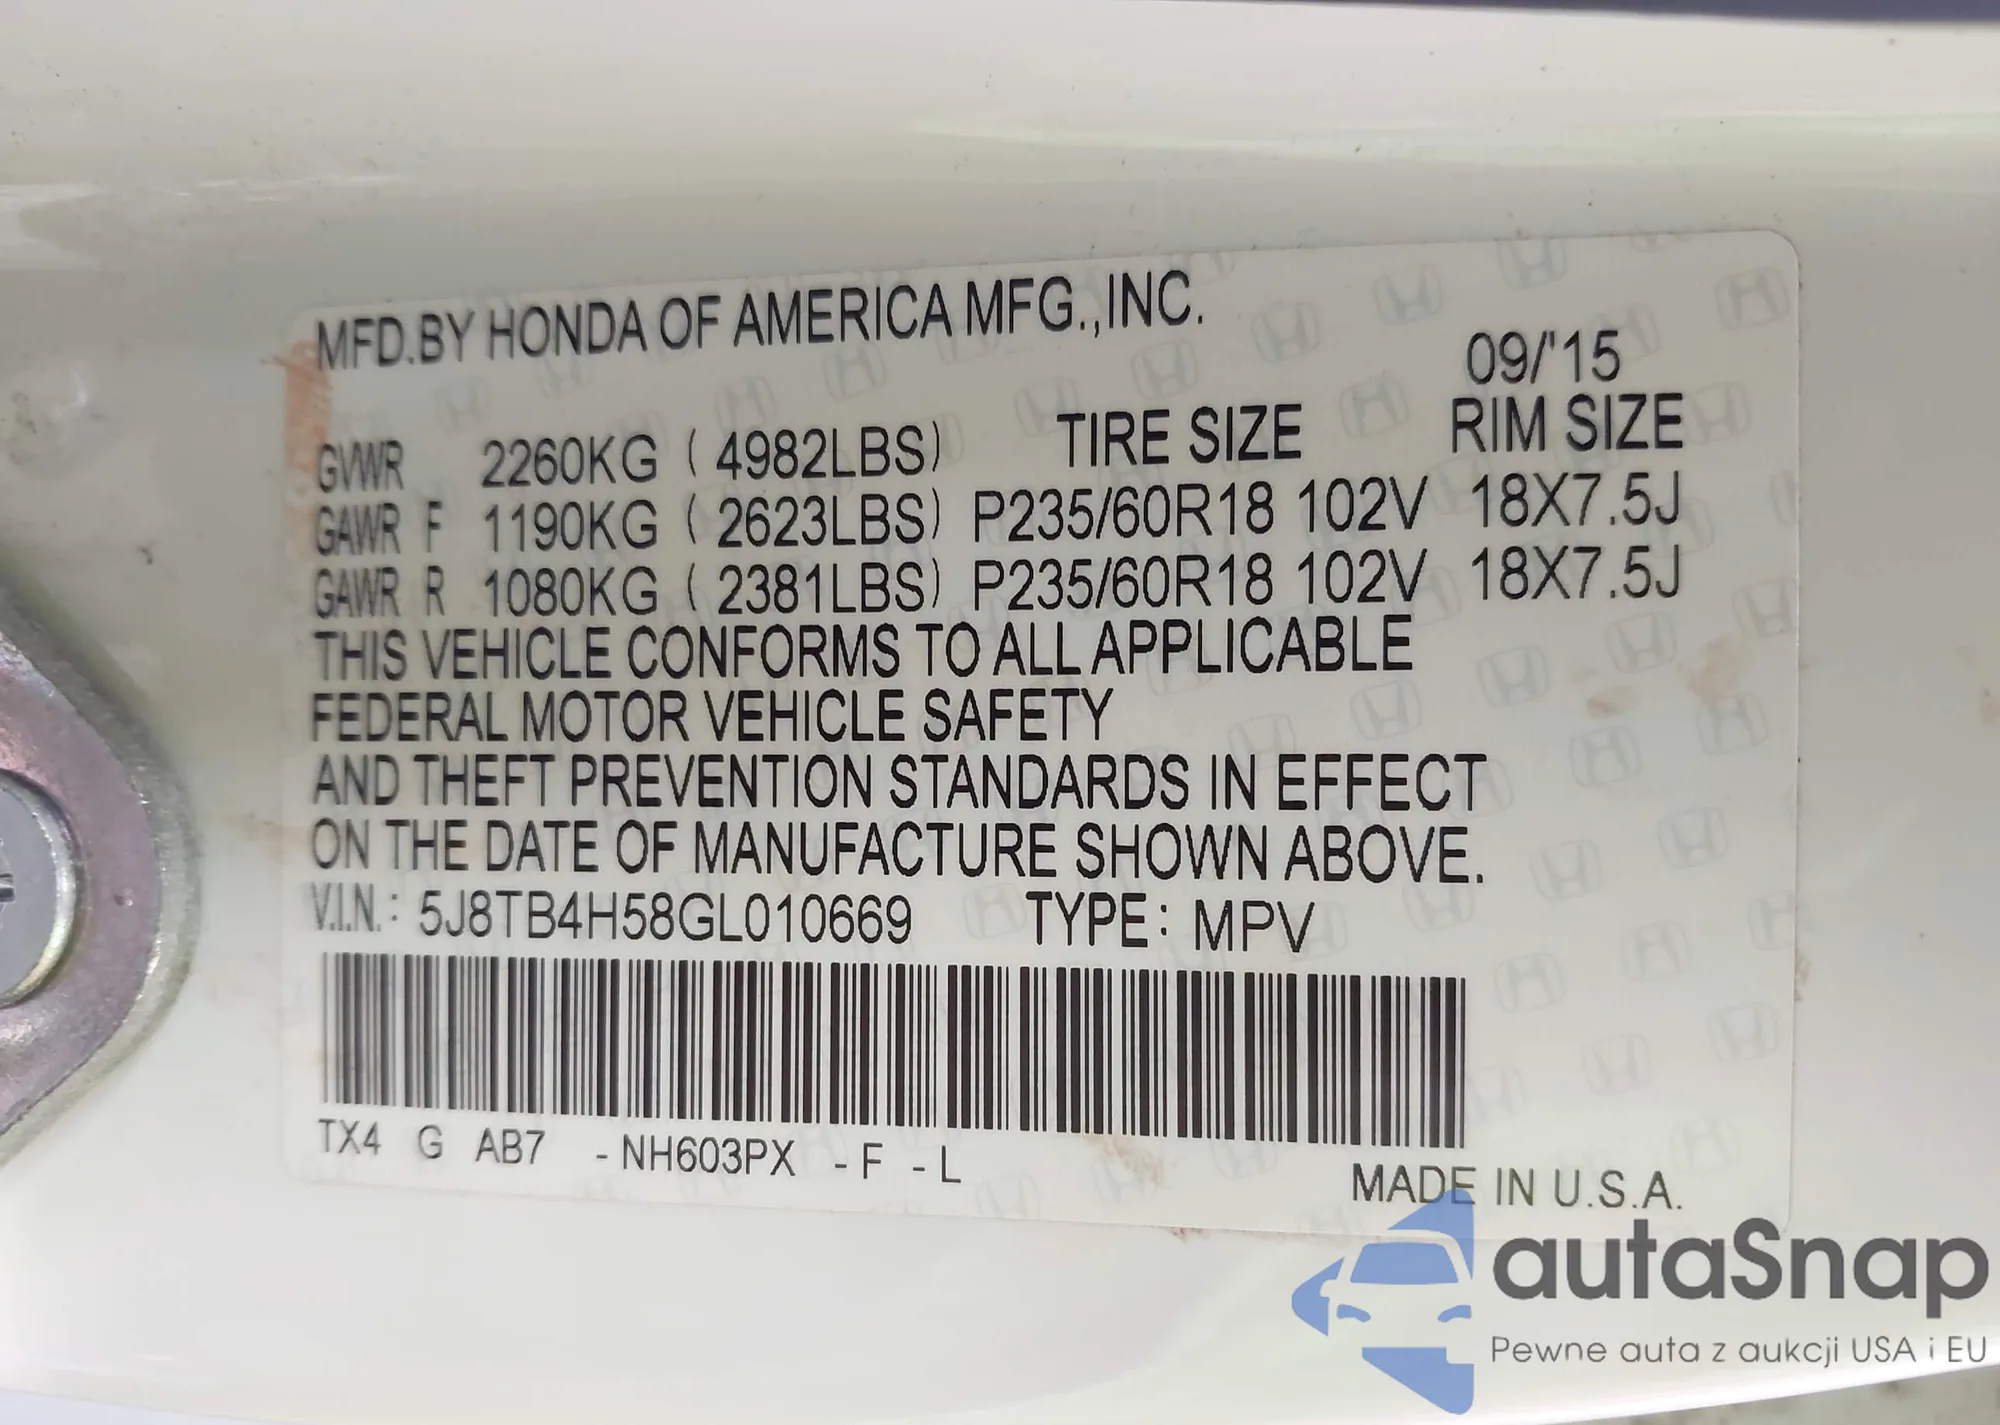 MFD.BY HONDA OF AMERICA MFG.,INC.
09/'15
GVWR 2260KG ( 4982LBS) TIRE SIZE RIM SIZE
GAWR F 1190KG ( 2623LBS) P235/60R18 102V 18X7.5J
GAWR R 1080KG ( 2381LBS) P235/60R18 102V 18X7.5J
THIS VEHICLE CONFORMS TO ALL APPLICABLE
FEDERAL MOTOR VEHICLE SAFETY
AND THEFT PREVENTION STANDARDS IN EFFECT
ON THE DATE OF MANUFACTURE SHOWN ABOVE.
V.I.N.: 5J8TB4H58GL010669 TYPE: MPV
TX4 G AB7 -NH603PX -F -L
MADE IN U.S.A.
autaSnap
Pewne auta z aukcji USA i EU